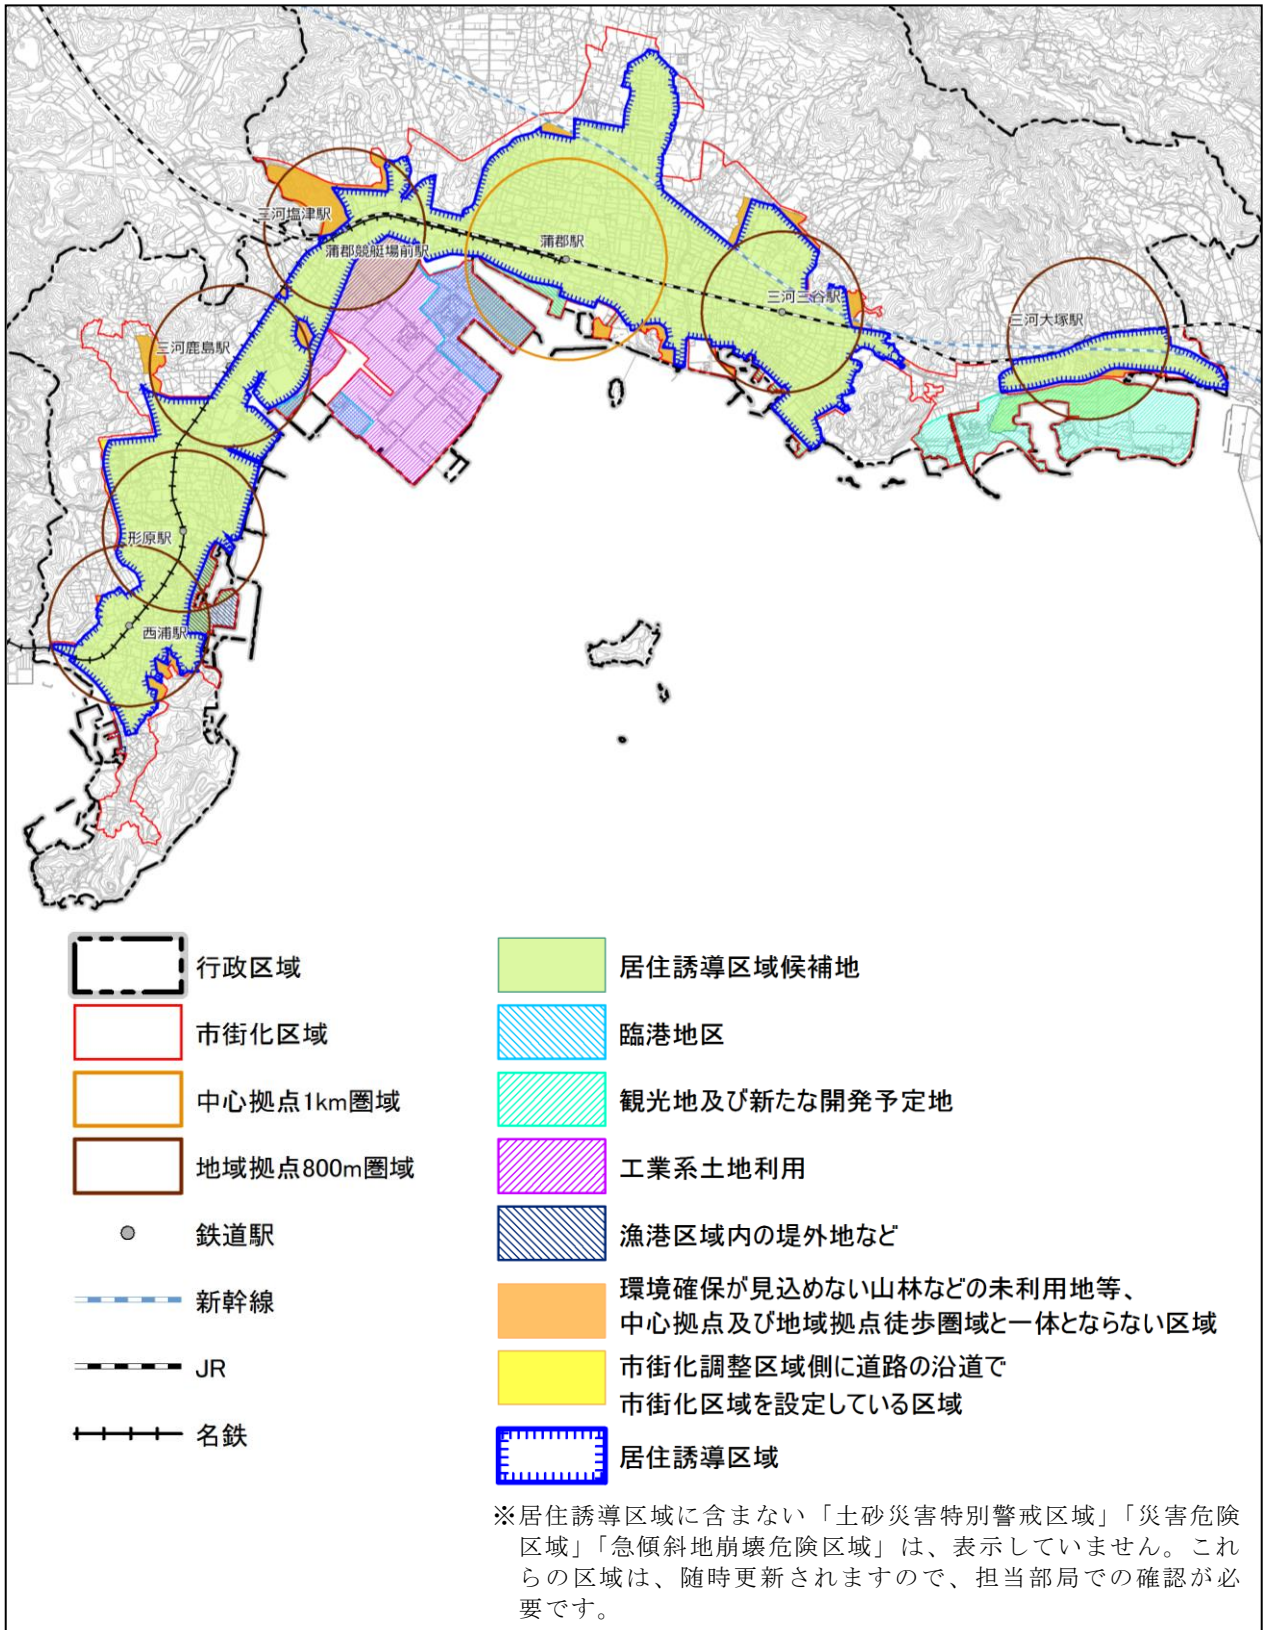 三河塩津駅
蒲郡競艇場前駅
蒲郡駅
三河三谷駅
三河大塚駅
三河鹿島駅
形原駅
西浦駅
行政区域
市街化区域
中心拠点1km圏域
地域拠点800m圏域
鉄道駅
新幹線
JR
名鉄
居住誘導区域候補地
臨港地区
観光地及び新たな開発予定地
工業系土地利用
漁港区域内の堤外地など
環境確保が見込めない山林などの未利用地等、
中心拠点及び地域拠点徒歩圏域と一体とならない区域
市街化調整区域側に道路の沿道で
市街化区域を設定している区域
居住誘導区域
※居住誘導区域に含まない「土砂災害特別警戒区域」「災害危険
区域」「急傾斜地崩壊危険区域」は、表示していません。これ
らの区域は、随時更新されますので、担当部局での確認が必
要です。